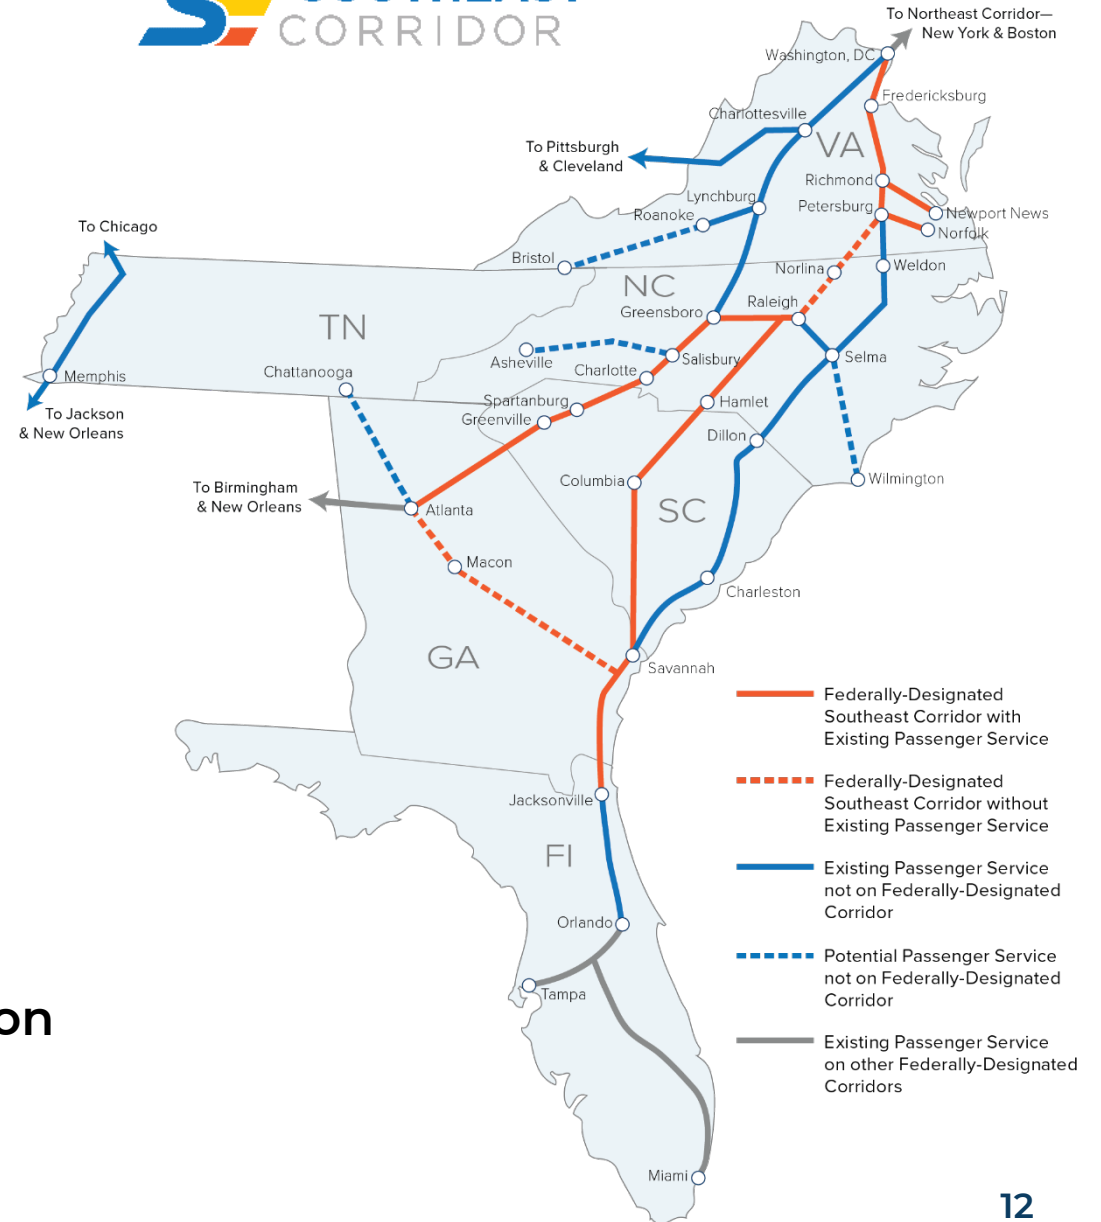 CORRIDOR
To Northeast Corridor—
New York & Boston
Washington, DC
Fredericksburg
Charlottesville
VA
To Pittsburgh
& Cleveland
Richmond
Lynchburg
Petersburg
Roanoke
Newport News
Norfolk
To Chicago
Bristol
Norlina
Weldon
NC
Raleigh
Greensboro
TN
Asheville
Salisbury
Selma
Charlotte
Memphis
Chattanooga
Spartanburg
Hamlet
To Jackson
& New Orleans
Greenville
Dillon
Columbia
Wilmington
To Birmingham
& New Orleans
Atlanta
SC
Macon
Charleston
GA
Savannah
Federally-Designated
Southeast Corridor with
Existing Passenger Service
Federally-Designated
Southeast Corridor without
Existing Passenger Service
Jacksonville
FL
Existing Passenger Service
not on Federally-Designated
Corridor
Orlando
Potential Passenger Service
not on Federally-Designated
Corridor
Tampa
on
Existing Passenger Service
on other Federally-Designated
Corridors
Miami
12